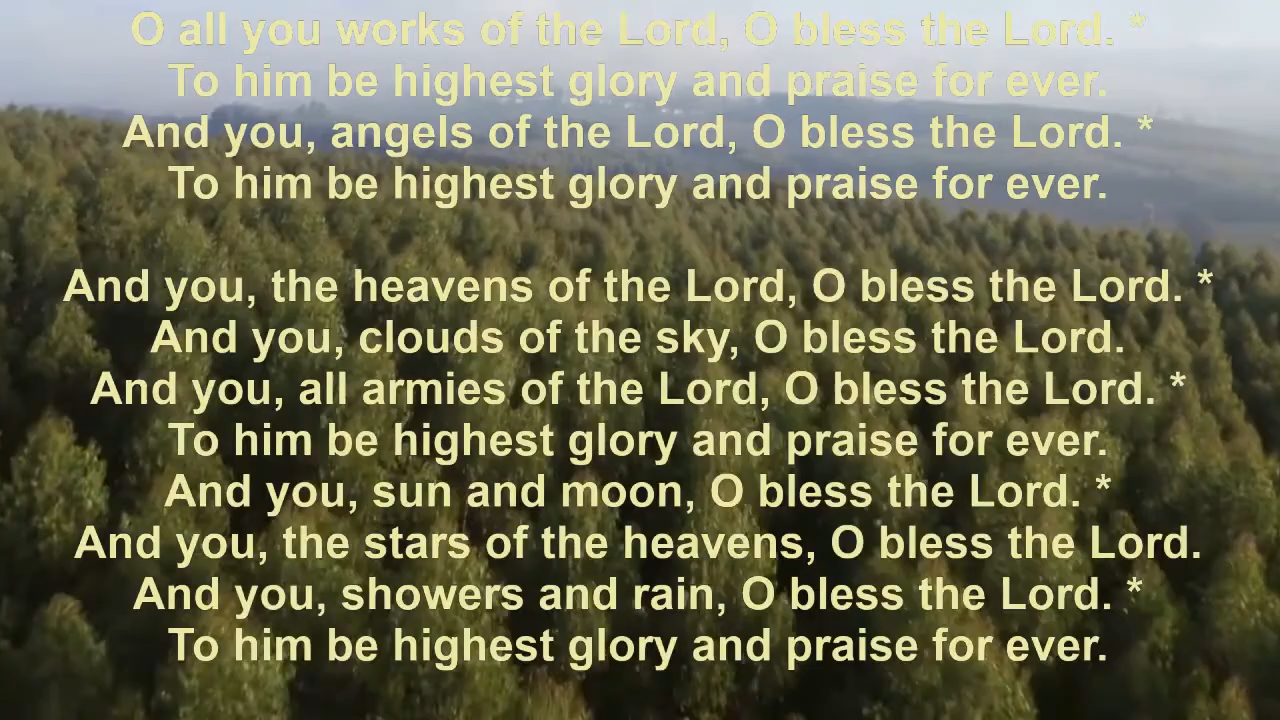 O all you works of the Lord, O bless the Lord. *
To him be highest glory and praise for ever.
And you, angels of the Lord, O bless the Lord. *
To him be highest glory and praise for ever.
And you, the heavens of the Lord, O bless the Lord. *
And you, clouds of the sky, O bless the Lord.
And you, all armies of the Lord, O bless the Lord. *
To him be highest glory and praise for ever.
And you, sun and moon, O bless the Lord. *
And you, the stars of the heavens, O bless the Lord.
And you, showers and rain, O bless the Lord. *
To him be highest glory and praise for ever.